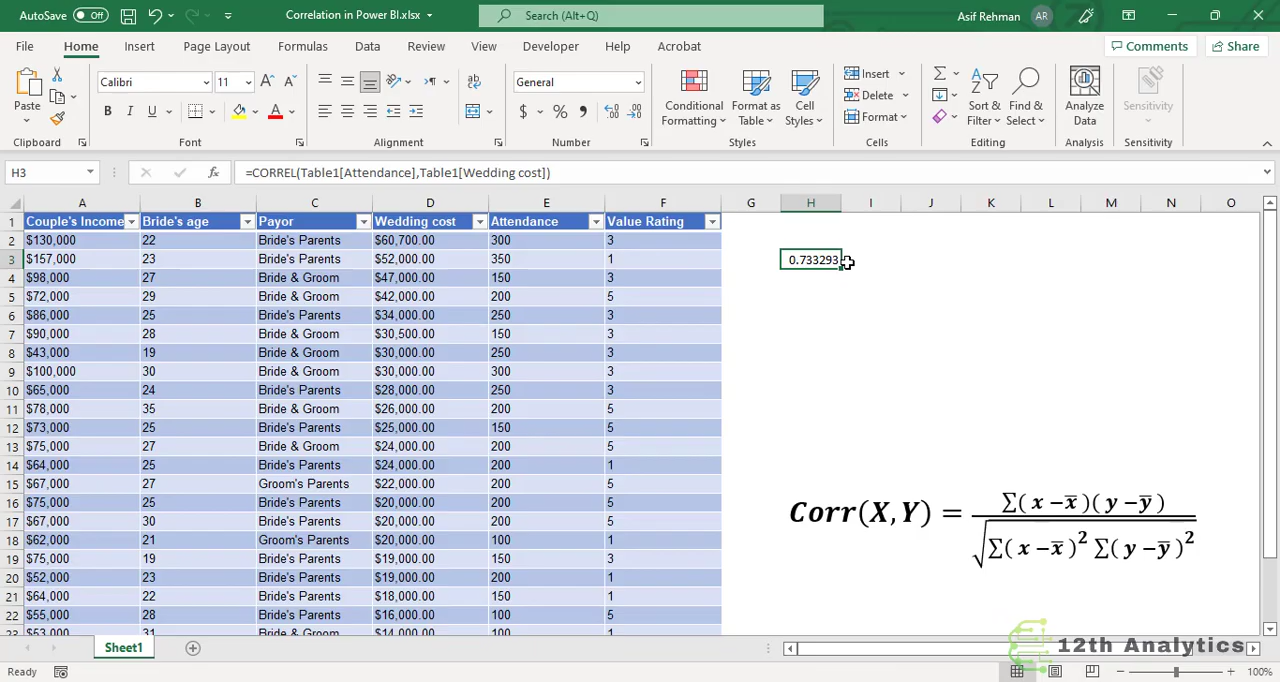 AutoSave Off Correlation in Power BI.xlsx Search (Alt+Q) Asif Rehman AR
File Home Insert Page Layout Formulas Data Review View Developer Help Acrobat Comments Share
Paste Calibri 11 General Conditional Formatting Format as Table Cell Styles Insert Delete Format Sort & Filter Find & Select Analyze Data Sensitivity
Clipboard Font Alignment Number Styles Cells Editing Analysis Sensitivity
H3 fx =CORREL(Table1[Attendance],Table1[Wedding cost])
A B C D E F G H I J K L M N O
1 Couple's Income Bride's age Payor Wedding cost Attendance Value Rating
2 $130,000 22 Bride's Parents $60,700.00 300 3
3 $157,000 23 Bride's Parents $52,000.00 350 1 0.733293
4 $98,000 27 Bride & Groom $47,000.00 150 3
5 $72,000 29 Bride & Groom $42,000.00 200 5
6 $86,000 25 Bride's Parents $34,000.00 250 3
7 $90,000 28 Bride & Groom $30,500.00 150 3
8 $43,000 19 Bride & Groom $30,000.00 250 3
9 $100,000 30 Bride & Groom $30,000.00 300 3
10 $65,000 24 Bride's Parents $28,000.00 250 3
11 $78,000 35 Bride & Groom $26,000.00 200 5
12 $73,000 25 Bride's Parents $25,000.00 150 5
13 $75,000 27 Bride & Groom $24,000.00 200 5
14 $64,000 25 Bride's Parents $24,000.00 200 1
15 $67,000 27 Groom's Parents $22,000.00 200 5
16 $75,000 25 Bride's Parents $20,000.00 200 5
17 $67,000 30 Bride's Parents $20,000.00 200 5
18 $62,000 21 Groom's Parents $20,000.00 100 1
19 $75,000 19 Bride's Parents $19,000.00 150 3
20 $52,000 23 Bride's Parents $19,000.00 200 1
21 $64,000 22 Bride's Parents $18,000.00 150 1
22 $55,000 28 Bride's Parents $16,000.00 100 5
23 $53,000 31 Bride & Groom $14,000.00 100 1
Corr(X,Y) = ∑(x − x̄)(y − ȳ) / √∑(x − x̄)² ∑(y − ȳ)²
12th Analytics
Sheet1
Ready 100%